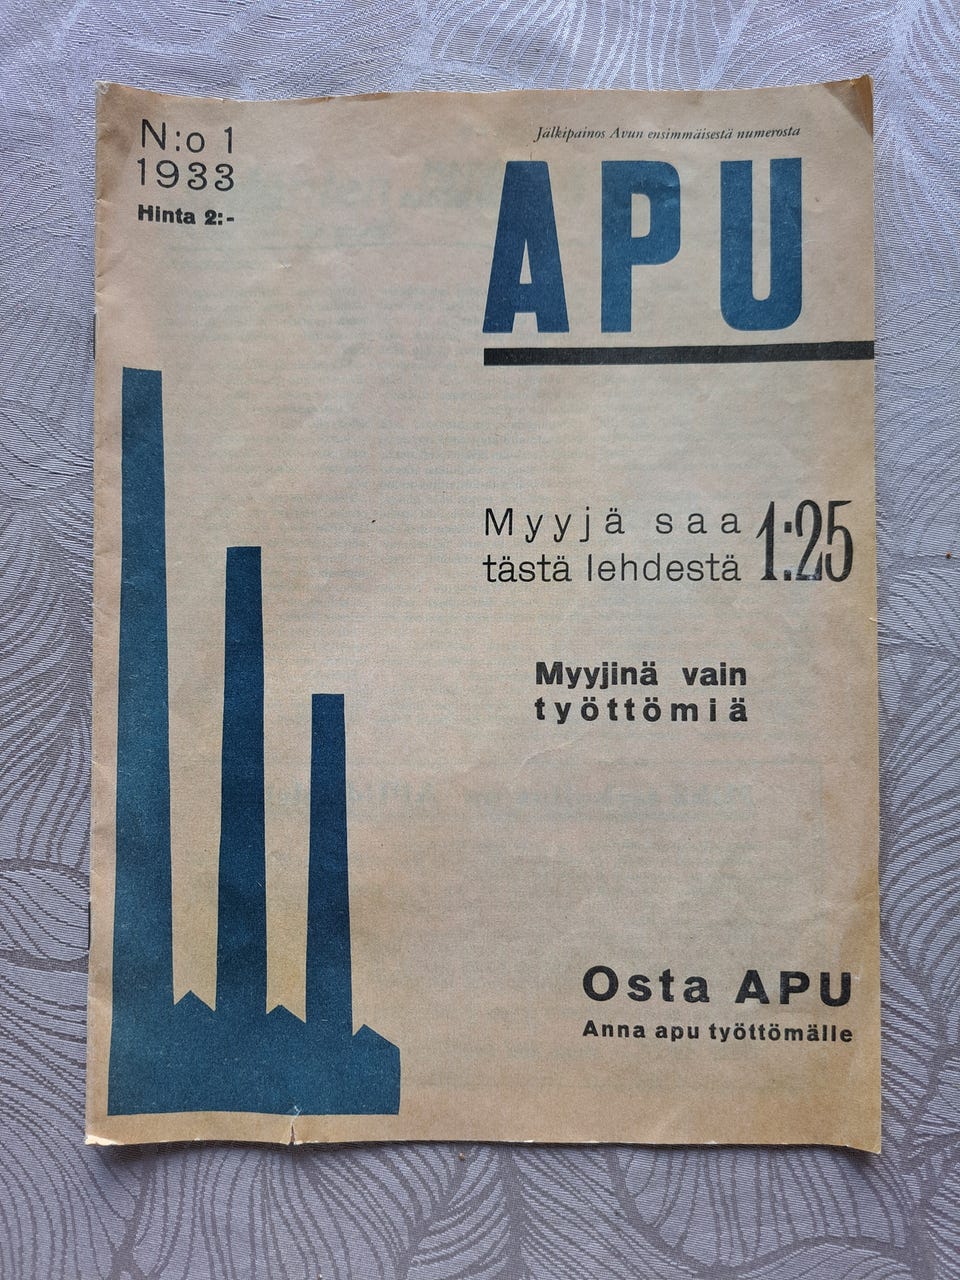 N:o 1
1933
Hinta 2:-
Jälkipainos Avun ensimmäisestä numerosta
APU
Myyjä saa 1:25
tästä lehdestä
Myyjinä vain
työttömiä
Osta APU
Anna apu työttömälle